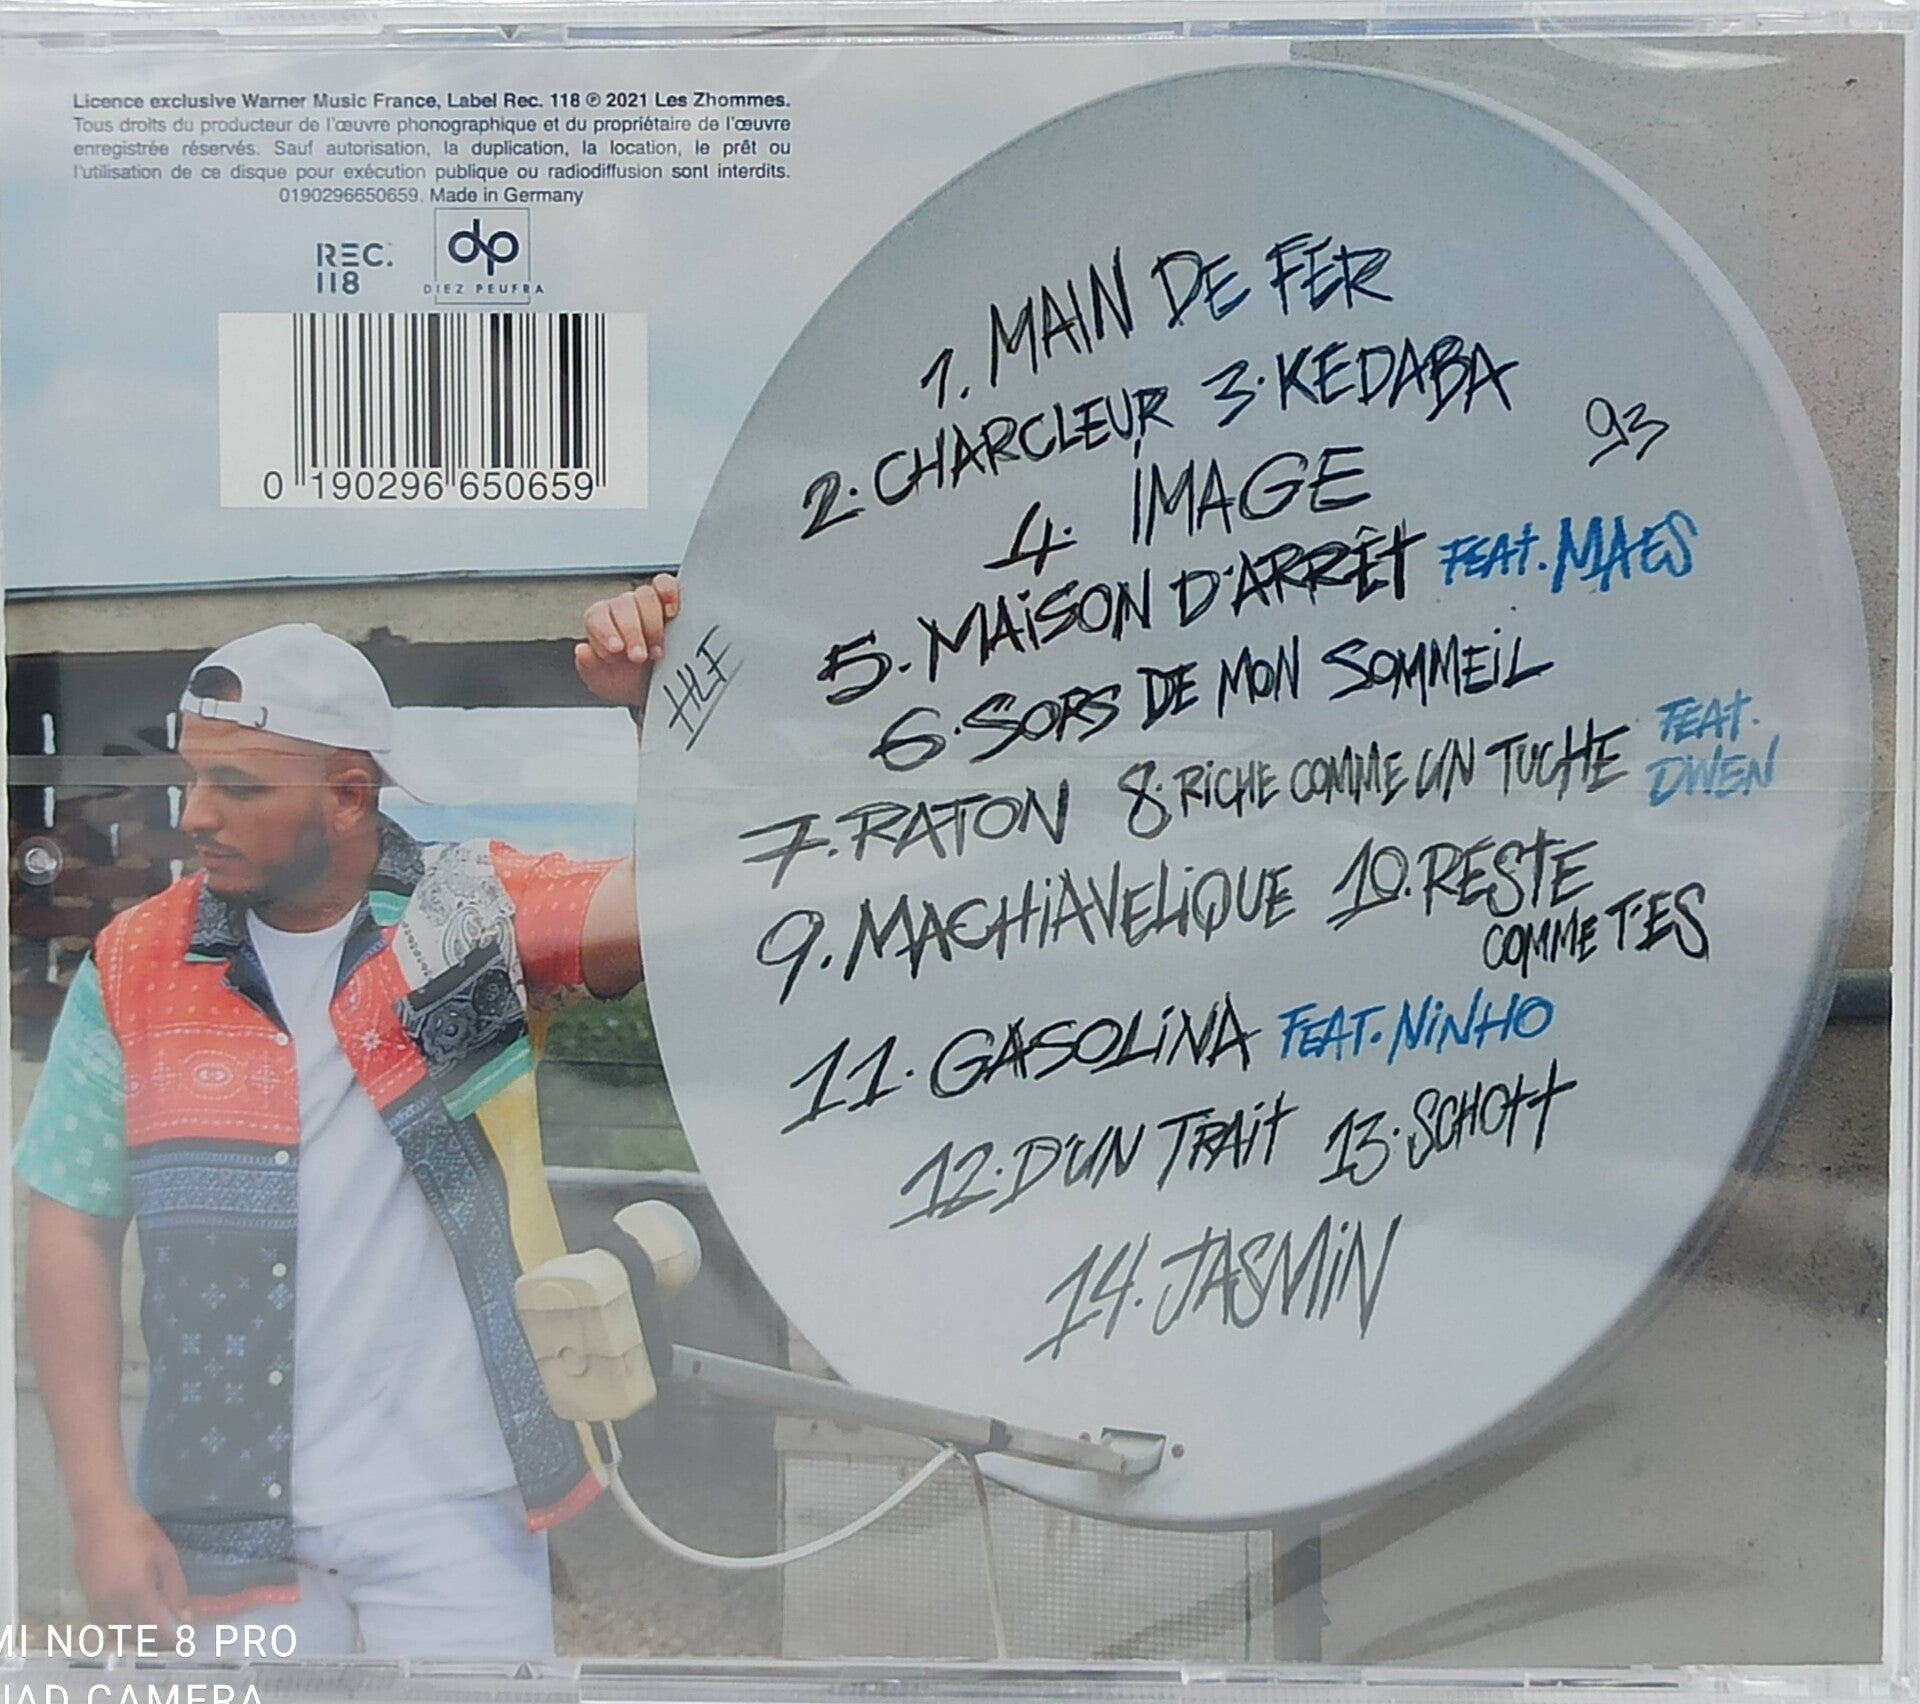 Licence exclusive Warner Music France, Label Rec. 118 ℗ 2021 Les Zhommes.
Tous droits du producteur de l'œuvre phonographique et du propriétaire de l'œuvre
enregistrée réservés. Sauf autorisation, la duplication, la location, le prêt ou
l'utilisation de ce disque pour exécution publique ou radiodiffusion sont interdits.
0190296650659. Made in Germany
REC.
118
dp
DIEZ PEUFRA
0 190296 650659
1. MAIN DE FER
2. CHARCLEUR 3. KEDABA
93
4. IMAGE
5. MAISON D'ARRÊT FEAT. MAES
HLF
6. SORS DE MON SOMMEIL
7. RATON 8. RICHE COMME UN TUCHE FEAT.
DWEN
9. MACHIAVELIQUE 10. RESTE
COMME T'ES
11. GASOLINA FEAT. NINHO
12. D'UN TRAIT 13. SCHOTT
14. JASMIN
MI NOTE 8 PRO
UAD CAMERA